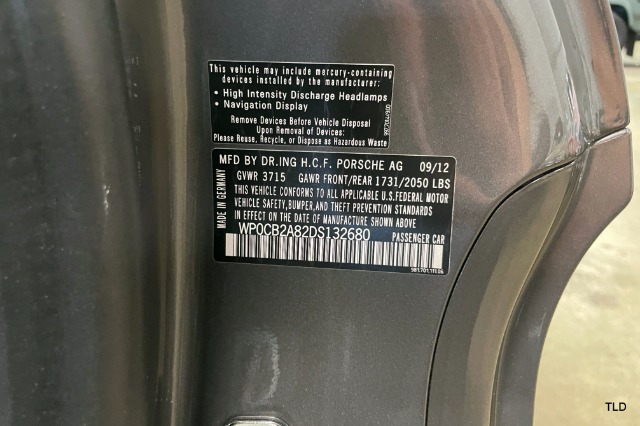 This vehicle may include mercury-containing
devices installed by the manufacturer:
• High Intensity Discharge Headlamps
• Navigation Display
Remove Devices Before Vehicle Disposal
Upon Removal of Devices:
Please Reuse, Recycle, or Dispose as Hazardous Waste
MADE IN GERMANY
MFD BY DR.ING H.C.F. PORSCHE AG 09/12
GVWR 3715 GAWR FRONT/REAR 1731/2050 LBS
THIS VEHICLE CONFORMS TO ALL APPLICABLE U.S.FEDERAL MOTOR
VEHICLE SAFETY,BUMPER,AND THEFT PREVENTION STANDARDS
IN EFFECT ON THE DATE OF MANUFACTURE SHOWN ABOVE
WP0CB2A82DS132680
PASSENGER CAR
TLD